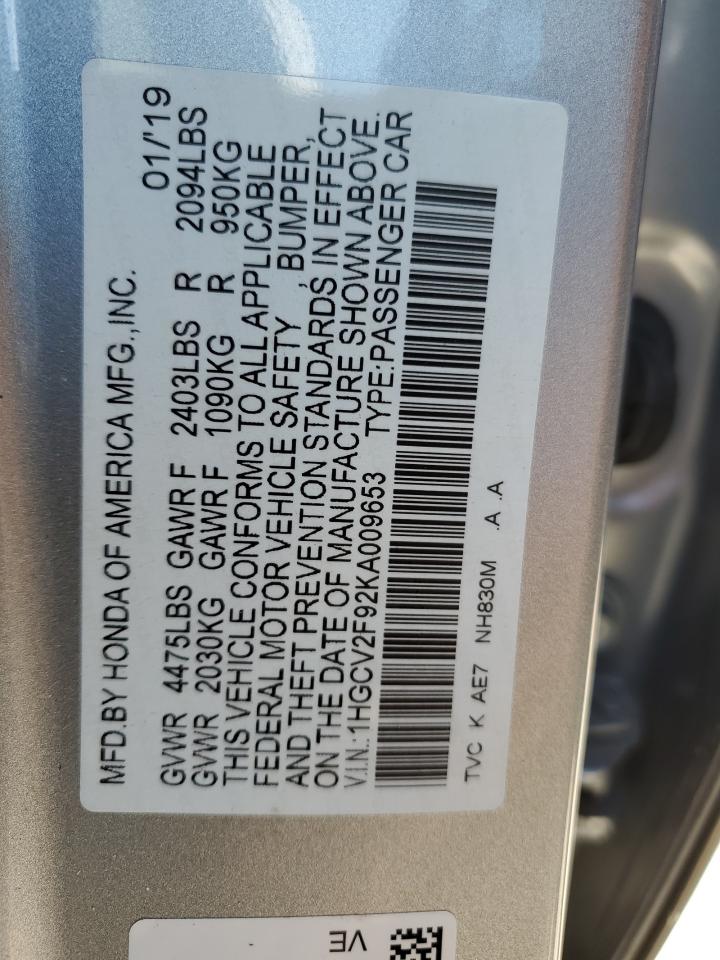 MFD.BY HONDA OF AMERICA MFG.,INC. 01/'19
GVWR 4475LBS GAWR F 2403LBS R 2094LBS
GVWR 2030KG GAWR F 1090KG R 950KG
THIS VEHICLE CONFORMS TO ALL APPLICABLE
FEDERAL MOTOR VEHICLE SAFETY , BUMPER,
AND THEFT PREVENTION STANDARDS IN EFFECT
ON THE DATE OF MANUFACTURE SHOWN ABOVE.
V.I.N.:1HGCV2F92KA009653 TYPE:PASSENGER CAR
TVC K AE7 NH830M .A .A
VE